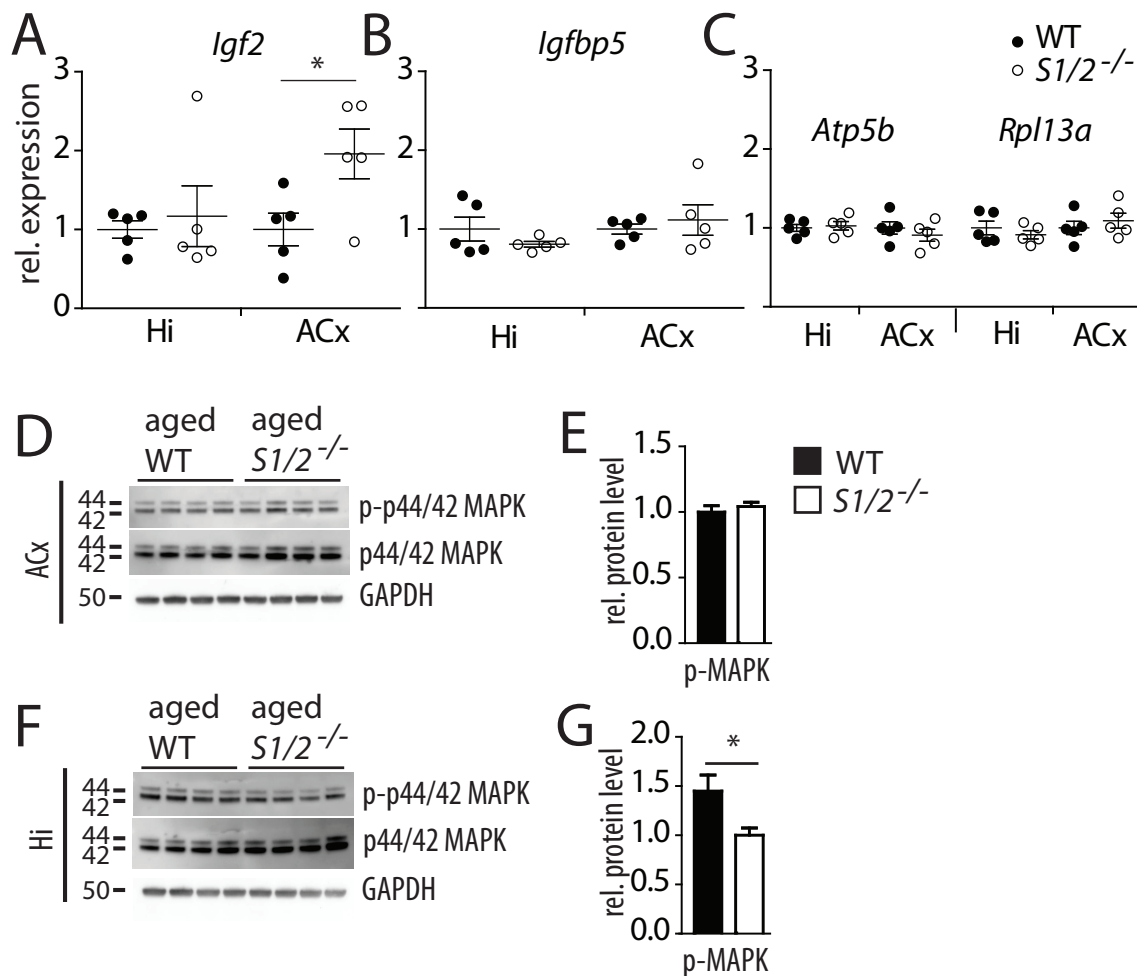 A
Igf2
*
rel. expression
3
2
1
0
Hi
ACx
B
Igfbp5
3
2
1
0
Hi
ACx
C
WT
S1/2 -/-
3
2
1
Atp5b
Rpl13a
Hi
ACx
Hi
ACx
D
aged
WT
aged
S1/2 -/-
ACx
44
42
p-p44/42 MAPK
44
42
p44/42 MAPK
50
GAPDH
E
WT
S1/2 -/-
rel. protein level
1.5
1.0
0.5
0.0
p-MAPK
F
aged
WT
aged
S1/2 -/-
Hi
44
42
p-p44/42 MAPK
44
42
p44/42 MAPK
50
GAPDH
G
*
rel. protein level
2.0
1.5
1.0
0.5
0.0
p-MAPK